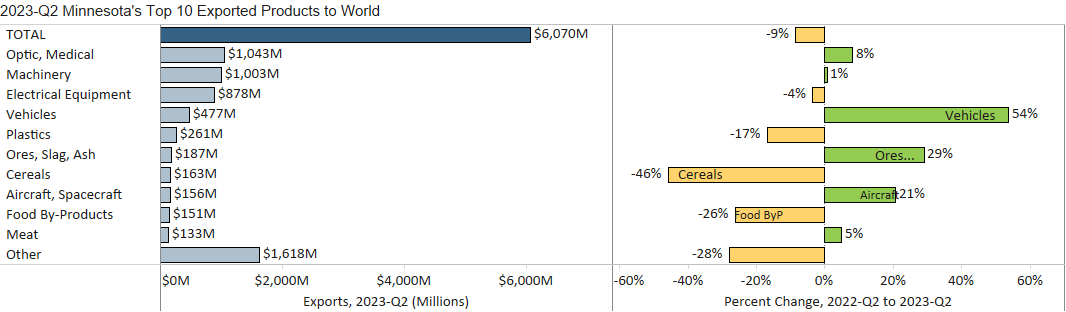 2023-Q2 Minnesota's Top 10 Exported Products to World
TOTAL $6,070M -9%
Optic, Medical $1,043M 8%
Machinery $1,003M 1%
Electrical Equipment $878M -4%
Vehicles $477M Vehicles 54%
Plastics $261M -17%
Ores, Slag, Ash $187M Ores... 29%
Cereals $163M -46% Cereals
Aircraft, Spacecraft $156M Aircraft 21%
Food By-Products $151M -26% Food ByP
Meat $133M 5%
Other $1,618M -28%
$0M $2,000M $4,000M $6,000M -60% -40% -20% 0% 20% 40% 60%
Exports, 2023-Q2 (Millions) Percent Change, 2022-Q2 to 2023-Q2